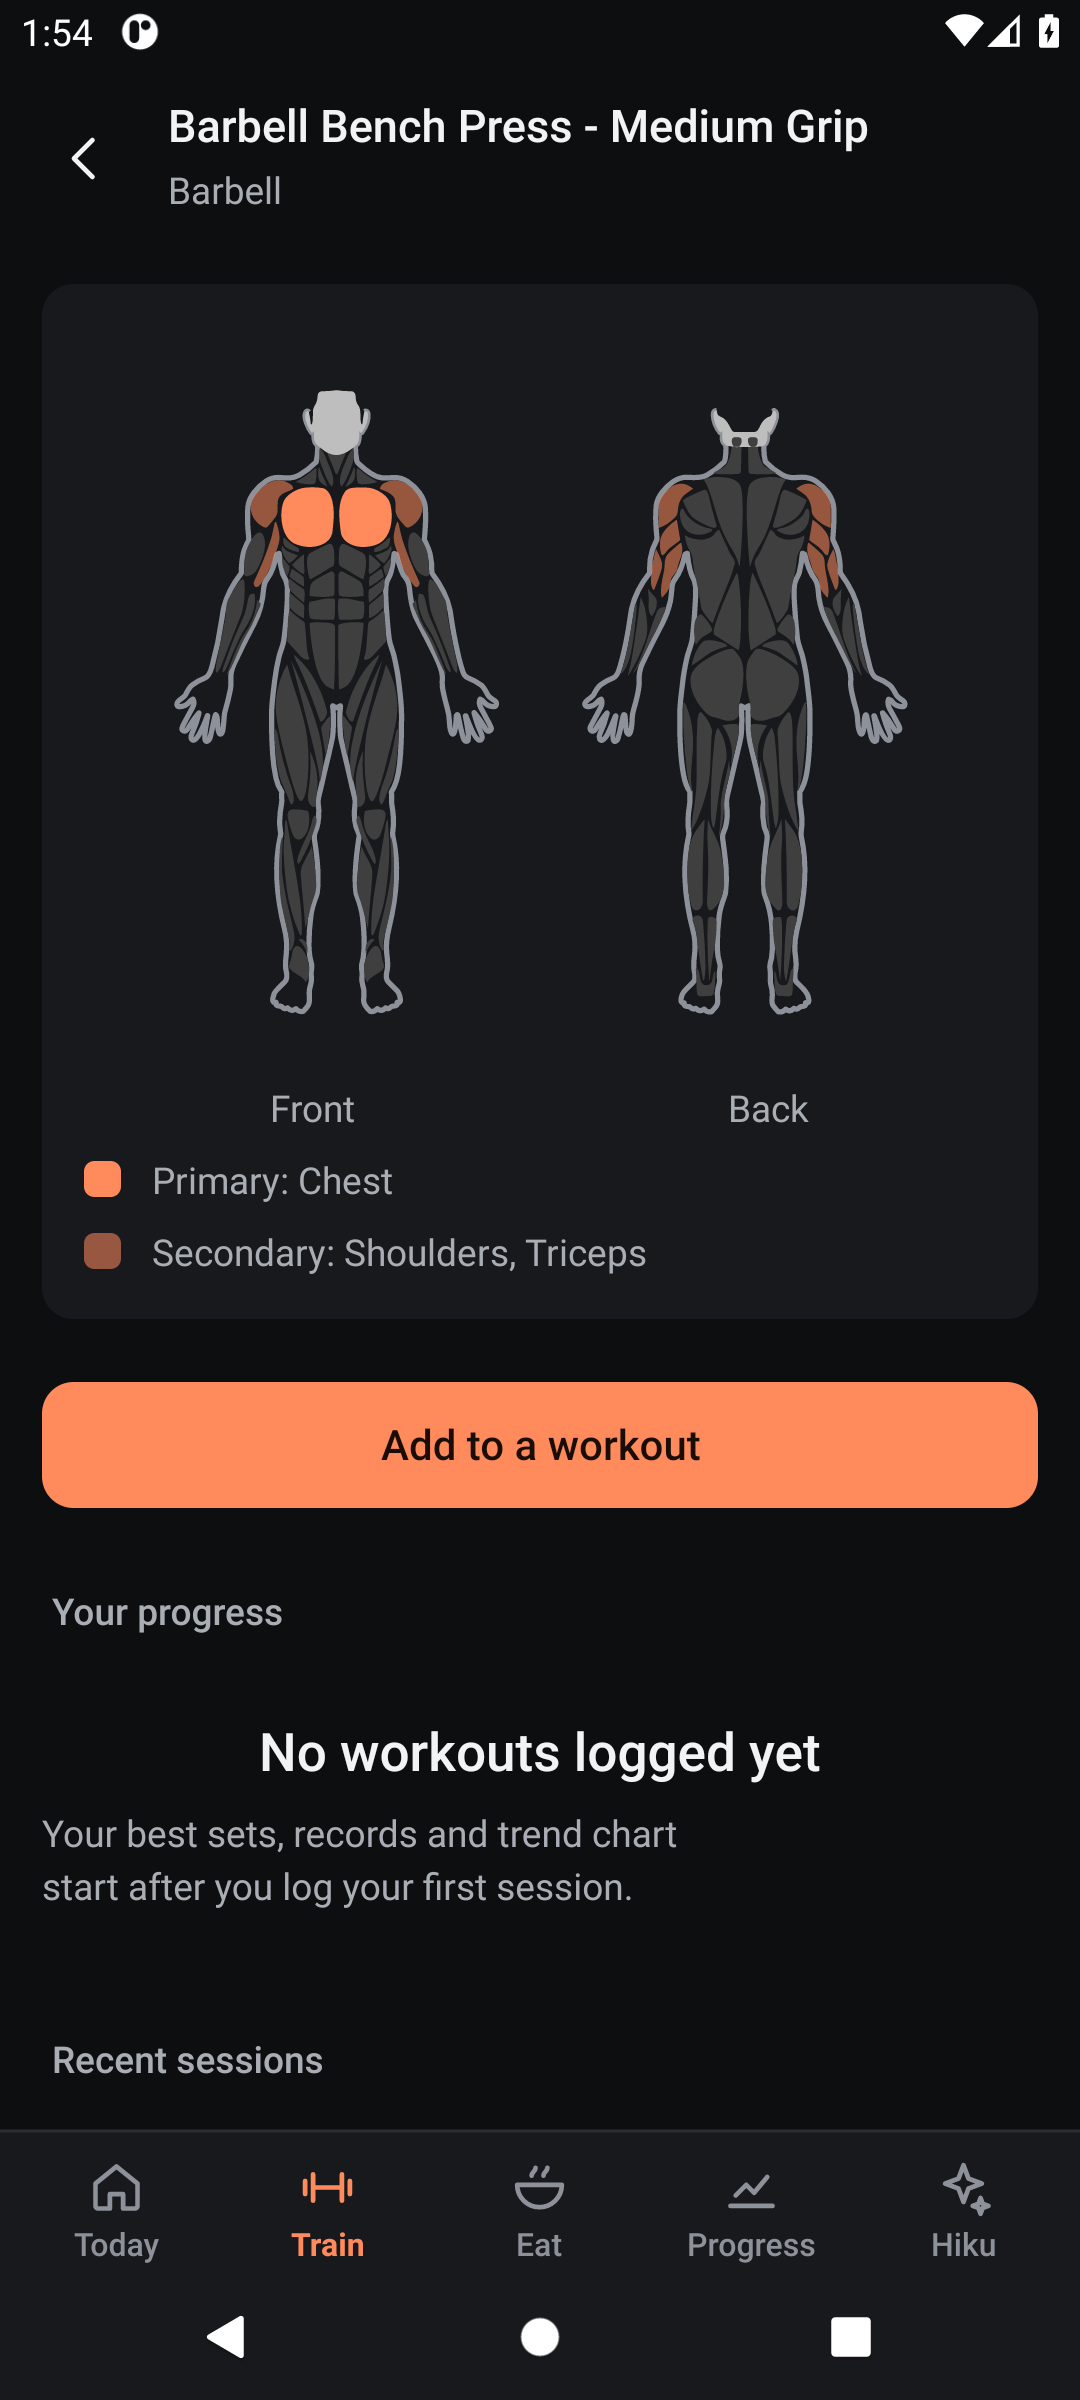 1:54
Barbell Bench Press - Medium Grip
Barbell
Front
Back
Primary: Chest
Secondary: Shoulders, Triceps
Add to a workout
Your progress
No workouts logged yet
Your best sets, records and trend chart
start after you log your first session.
Recent sessions
Today
Train
Eat
Progress
Hiku